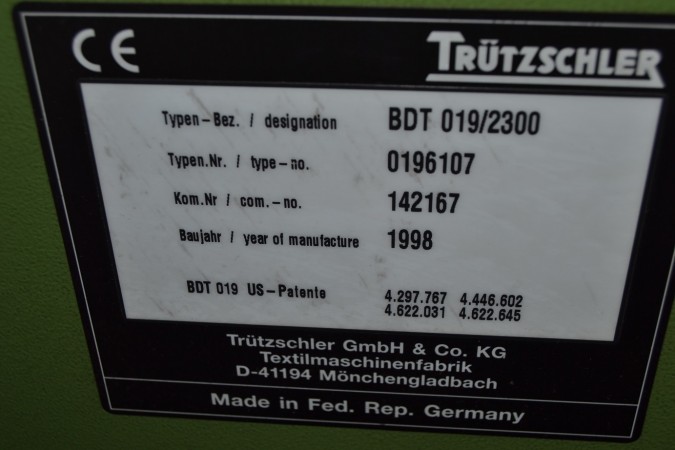 CE TRÜTZSCHLER
Typen-Bez. / designation BDT 019/2300
Typen.Nr. / type-no. 0196107
Kom.Nr / com.-no. 142167
Baujahr / year of manufacture 1998
BDT 019 US-Patente 4.297.767 4.446.602
4.622.031 4.622.645
Trützschler GmbH & Co. KG
Textilmaschinenfabrik
D-41194 Mönchengladbach
Made in Fed. Rep. Germany